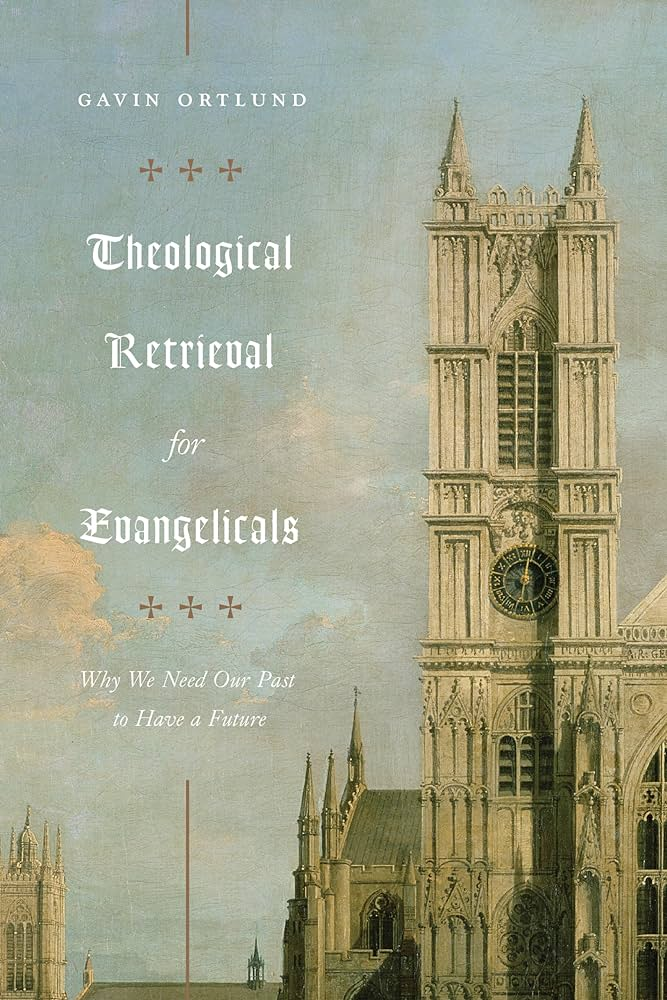 GAVIN ORTLUND
Theological
Retrieval
for
Evangelicals
Why We Need Our Past
to Have a Future